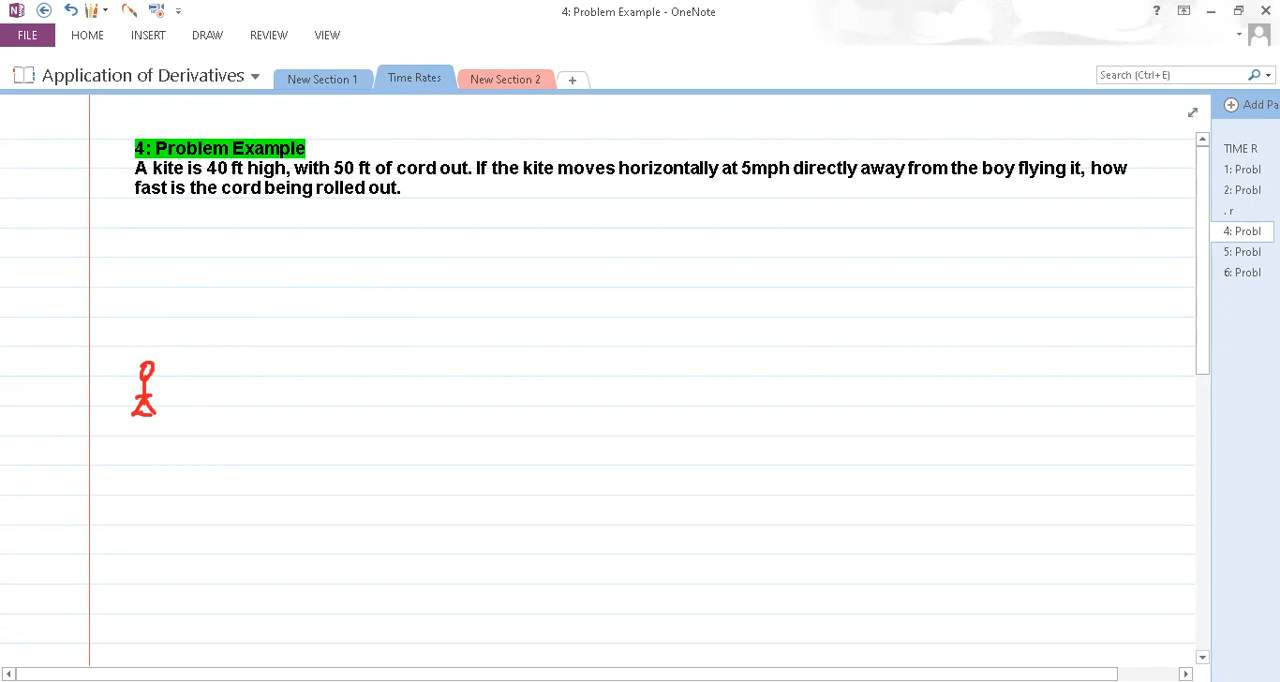 4: Problem Example - OneNote
?
FILE HOME INSERT DRAW REVIEW VIEW
Application of Derivatives New Section 1 Time Rates New Section 2 +
Search (Ctrl+E)
Add Pa
4: Problem Example
A kite is 40 ft high, with 50 ft of cord out. If the kite moves horizontally at 5mph directly away from the boy flying it, how
fast is the cord being rolled out.
TIME R
1: Probl
2: Probl
. r
4: Probl
5: Probl
6: Probl